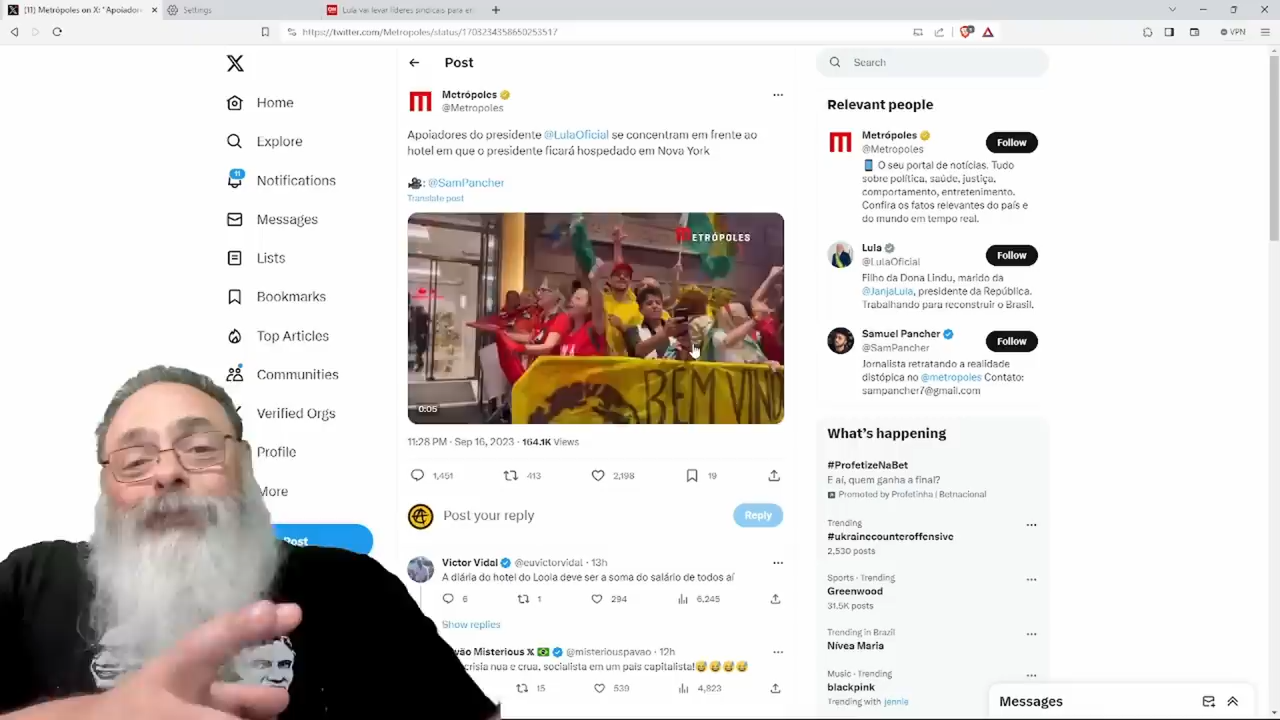 (11) Metrópoles on X: "Apoiadore
Settings
Lula vai levar líderes sindicais para en
https://twitter.com/Metropoles/status/1703234358650253517
VPN
Home
Explore
11
Notifications
Messages
Lists
Bookmarks
Top Articles
Communities
Verified Orgs
Profile
More
Post
Post
Metrópoles
@Metropoles
Apoiadores do presidente @LulaOficial se concentram em frente ao
hotel em que o presidente ficará hospedado em Nova York
: @SamPancher
Translate post
METRÓPOLES
BEM VIND
0:05
11:28 PM · Sep 16, 2023 · 164.1K Views
1,451
413
2,198
19
Post your reply
Reply
Victor Vidal @euvictorvidal · 13h
A diária do hotel do Loola deve ser a soma do salário de todos aí
6
1
294
6,245
Show replies
vão Misterious X @misteriouspavao · 12h
crisia nua e crua, socialista em um país capitalista!
15
539
4,823
Search
Relevant people
Metrópoles
@Metropoles
Follow
O seu portal de notícias. Tudo
sobre política, saúde, justiça,
comportamento, entretenimento.
Confira os fatos relevantes do país e
do mundo em tempo real.
Lula
@LulaOficial
Follow
Filho da Dona Lindu, marido da
@JanjaLula, presidente da República.
Trabalhando para reconstruir o Brasil.
Samuel Pancher
@SamPancher
Follow
Jornalista retratando a realidade
distópica no @metropoles Contato:
sampancher7@gmail.com
What's happening
#ProfetizeNaBet
E aí, quem ganha a final?
Promoted by Profetinha | Betnacional
Trending
#ukrainecounteroffensive
2,530 posts
Sports · Trending
Greenwood
31.5K posts
Trending in Brazil
Nívea Maria
Music · Trending
blackpink
Trending with jennie
Messages